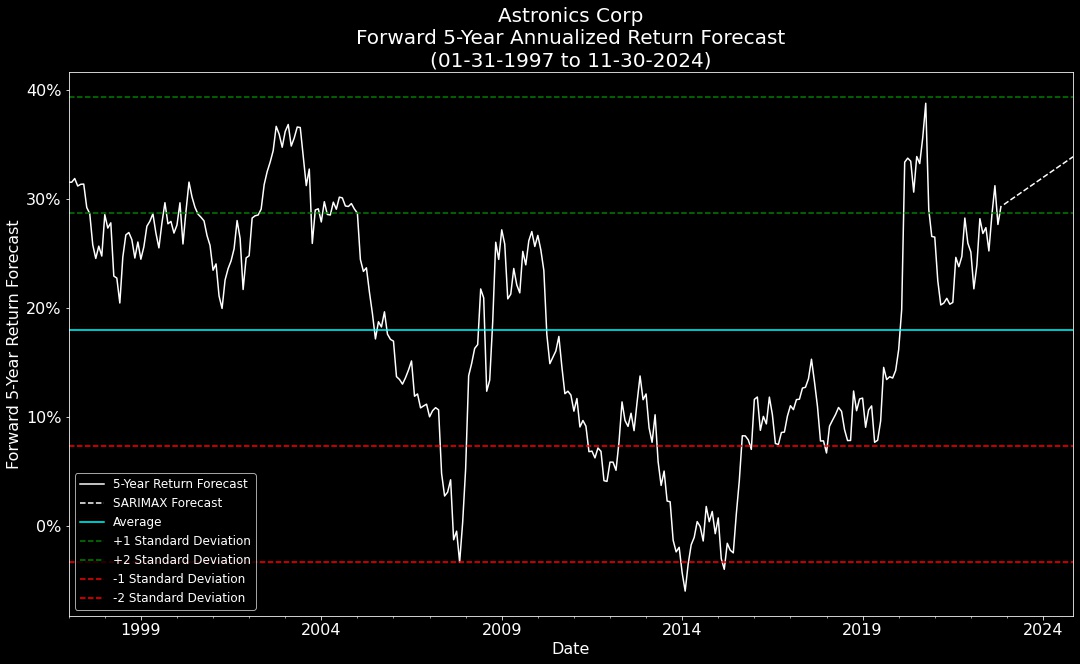 Astronics Corp
Forward 5-Year Annualized Return Forecast
(01-31-1997 to 11-30-2024)
40%
30%
20%
10%
0%
Forward 5-Year Return Forecast
5-Year Return Forecast
SARIMAX Forecast
Average
+1 Standard Deviation
+2 Standard Deviation
-1 Standard Deviation
-2 Standard Deviation
1999
2004
2009
2014
2019
2024
Date